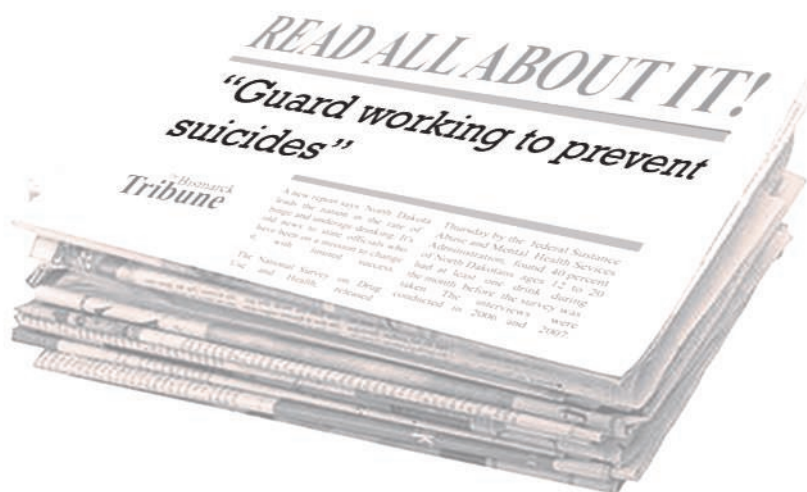 READ ALL ABOUT IT!
“Guard working to prevent
suicides”
The Bismarck
Tribune
A new report says North Dakota
leads the nation in the rate of
binge and underage drinking. It's
old news to state officials who
have been on a mission to change
it, with limited success.
The National Survey on Drug
Use and Health, released
Thursday by the federal Sustance
Abuse and Mental Health Sevices
Administration, found 40 percent
of North Dakotans ages 12 to 20
had at least one drink during
the month before the survey was
taken. The interviews were
conducted in 2006 and 2007.